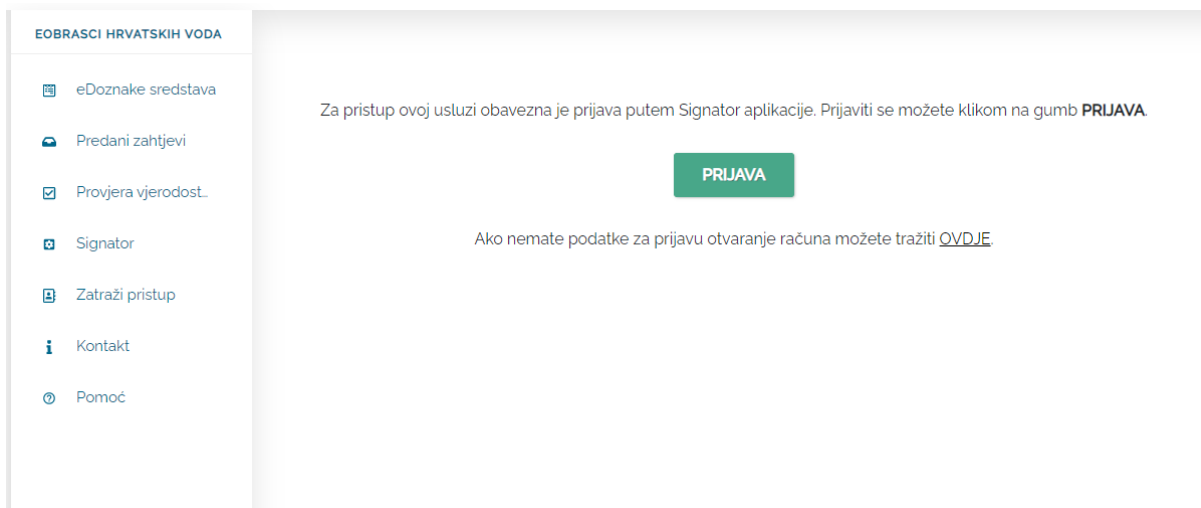 EOBRASCI HRVATSKIH VODA
eDoznake sredstava
Predani zahtjevi
Provjera vjerodost...
Signator
Zatraži pristup
Kontakt
Pomoć
Za pristup ovoj usluzi obavezna je prijava putem Signator aplikacije. Prijaviti se možete klikom na gumb PRIJAVA.
PRIJAVA
Ako nemate podatke za prijavu otvaranje računa možete tražiti OVDJE.